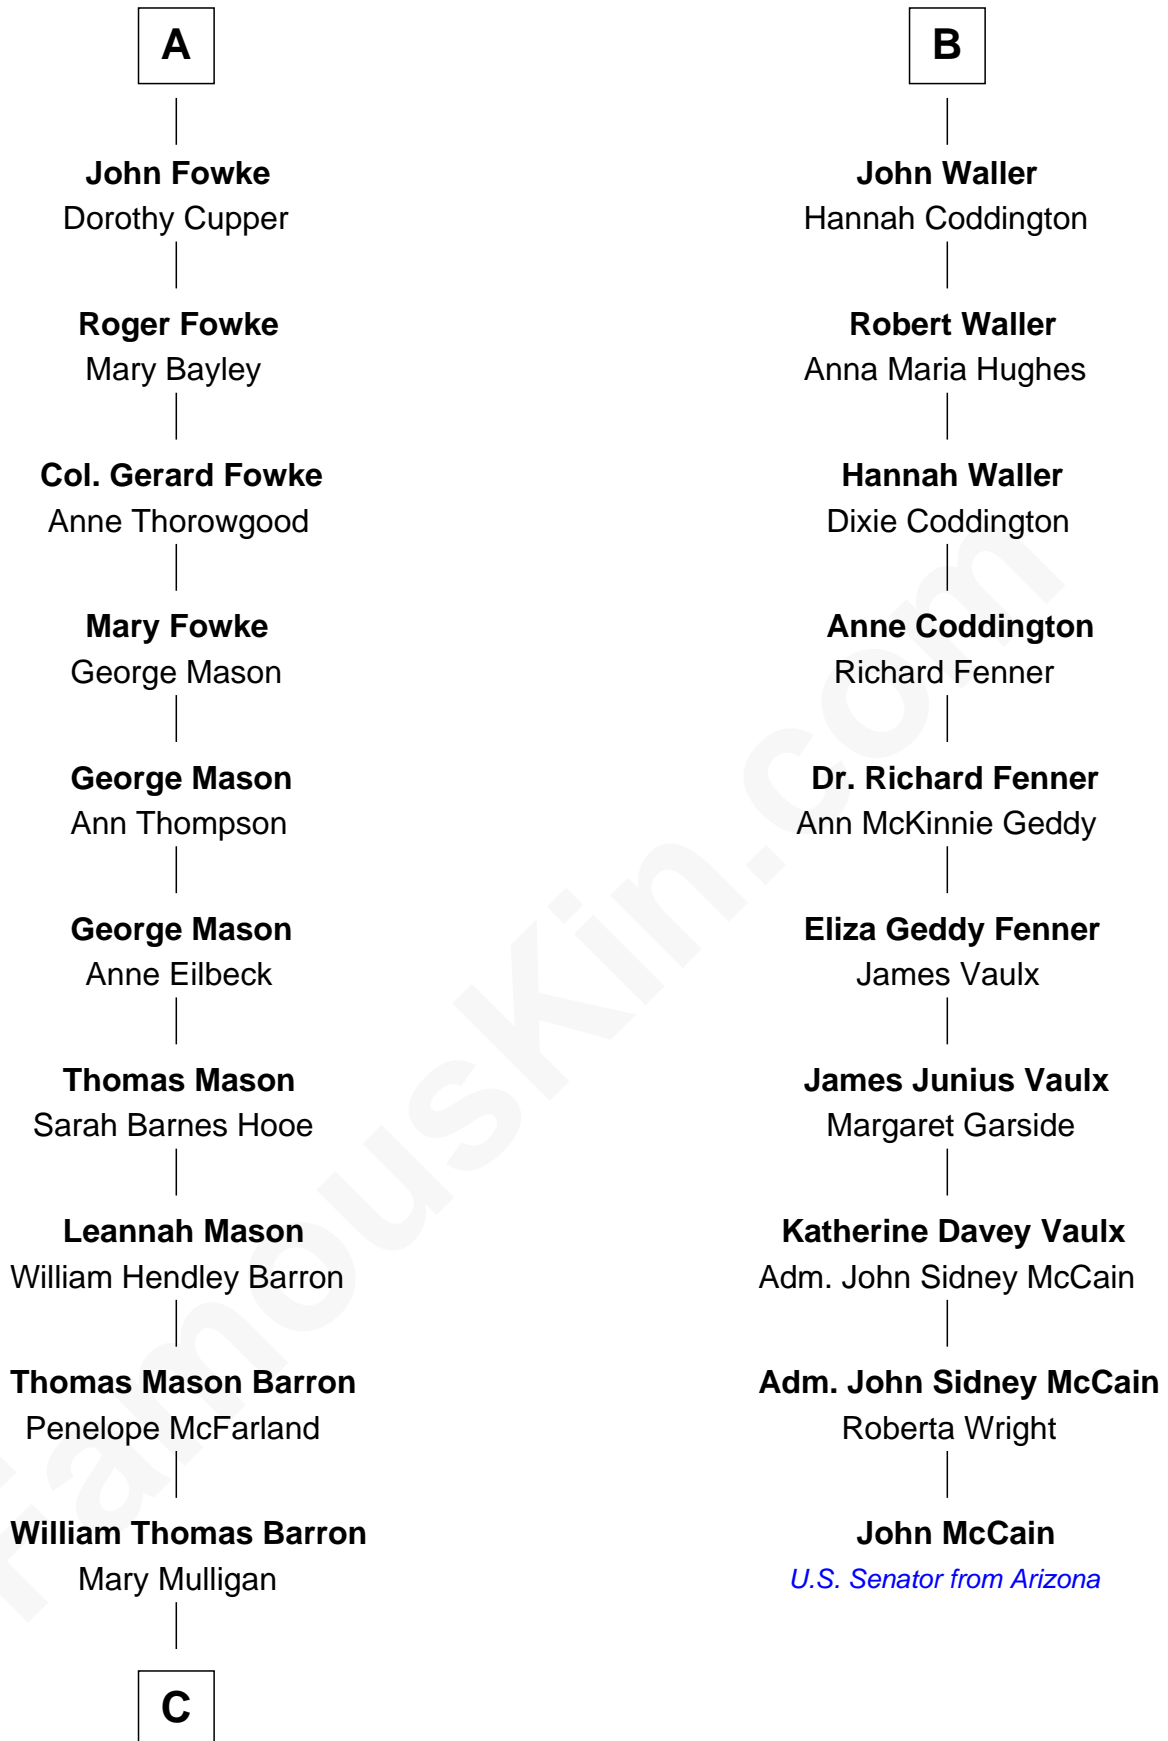 A
John Fowke
Dorothy Cupper
Roger Fowke
Mary Bayley
Col. Gerard Fowke
Anne Thorowgood
Mary Fowke
George Mason
George Mason
Ann Thompson
George Mason
Anne Eilbeck
Thomas Mason
Sarah Barnes Hooe
Leannah Mason
William Hendley Barron
Thomas Mason Barron
Penelope McFarland
William Thomas Barron
Mary Mulligan
C
B
John Waller
Hannah Coddington
Robert Waller
Anna Maria Hughes
Hannah Waller
Dixie Coddington
Anne Coddington
Richard Fenner
Dr. Richard Fenner
Ann McKinnie Geddy
Eliza Geddy Fenner
James Vaulx
James Junius Vaulx
Margaret Garside
Katherine Davey Vaulx
Adm. John Sidney McCain
Adm. John Sidney McCain
Roberta Wright
John McCain
U.S. Senator from Arizona
FamousKin.com